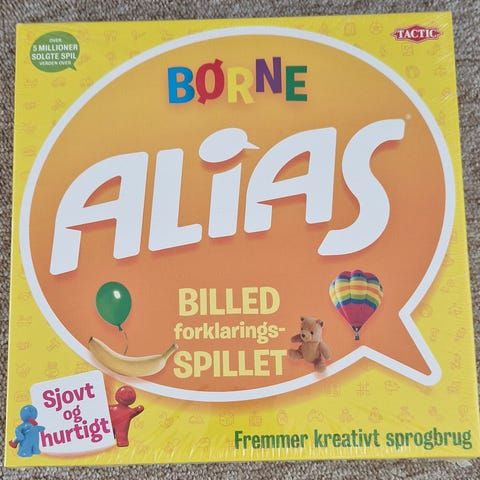 OVER
5 MILLIONER
SOLGTE SPIL
VERDEN OVER
TACTIC
BØRNE
ALiAS
BILLED
forklarings-
SPILLET
Sjovt
og
hurtigt
Fremmer kreativt sprogbrug